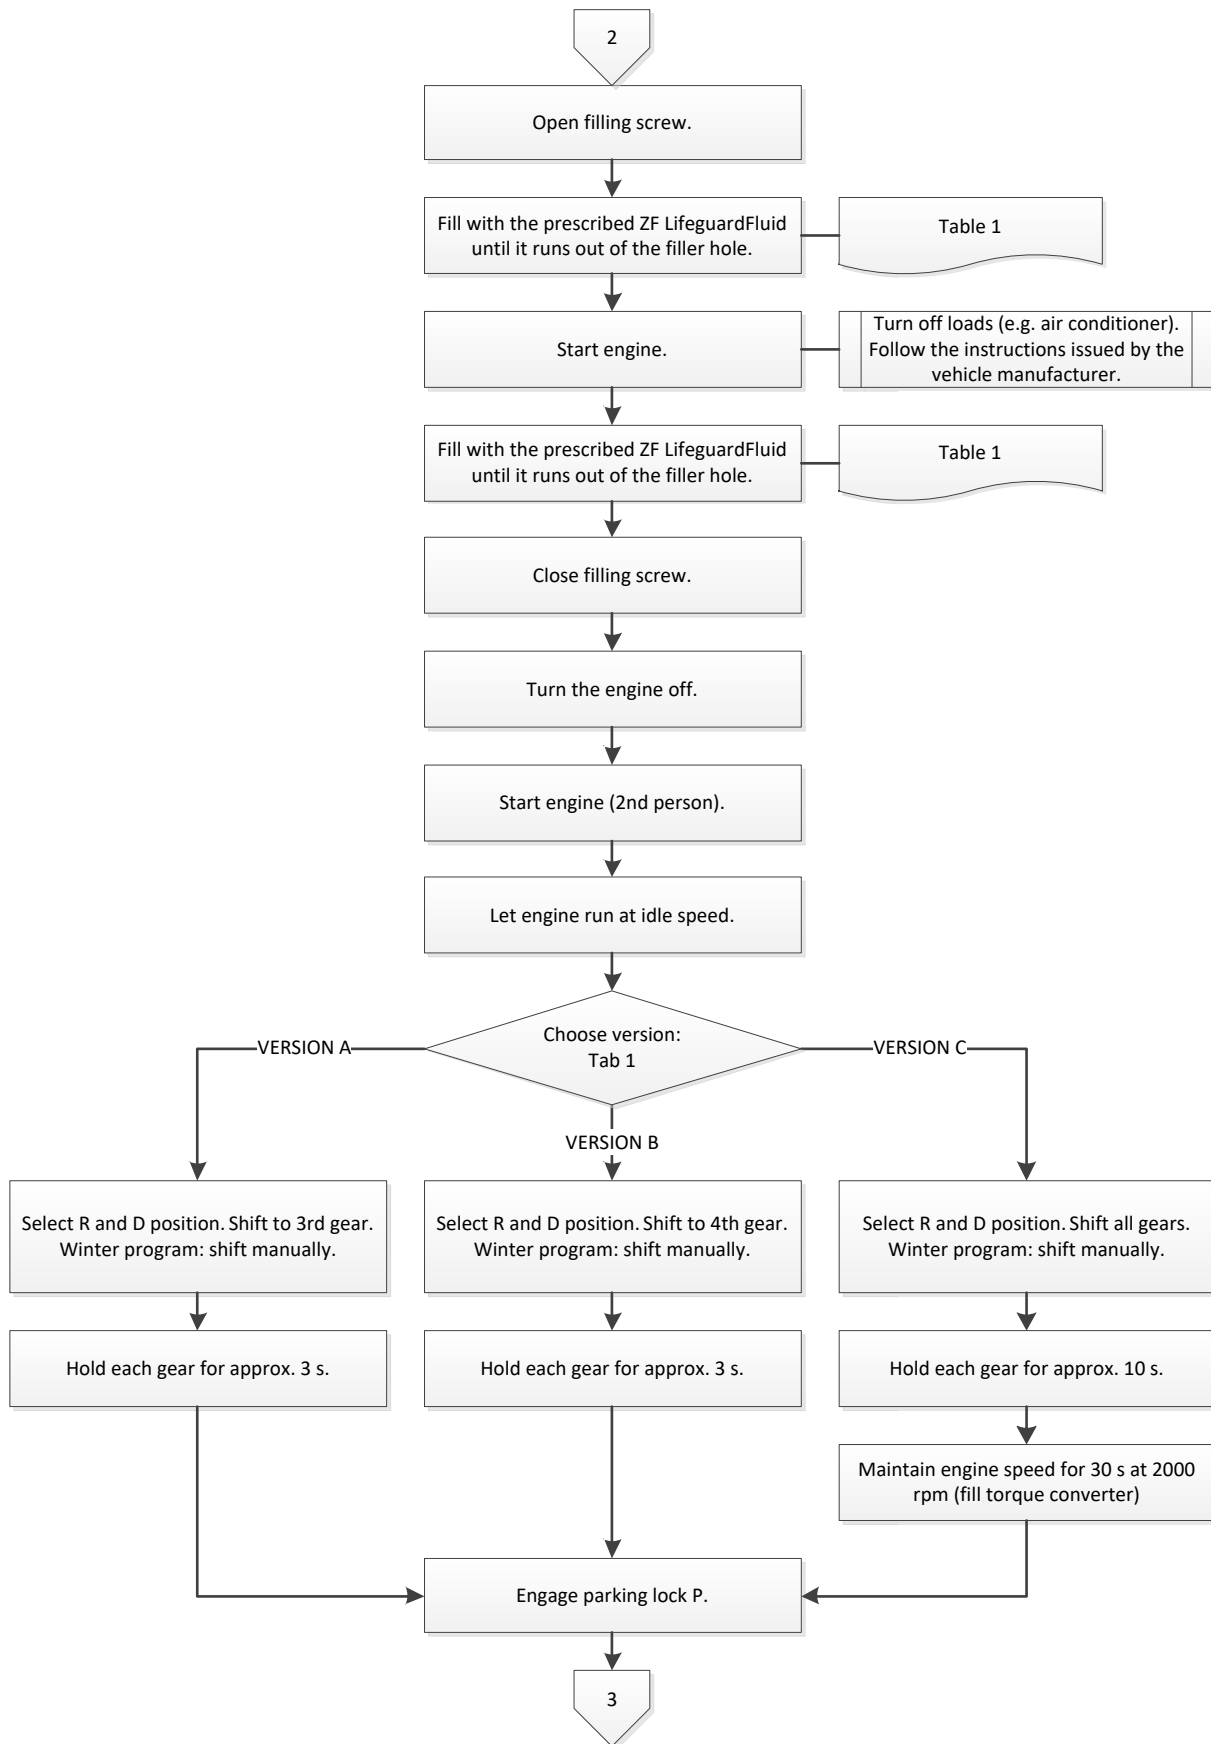 2
Open filling screw.
Fill with the prescribed ZF LifeguardFluid
until it runs out of the filler hole.
Table 1
Start engine.
Turn off loads (e.g. air conditioner).
Follow the instructions issued by the
vehicle manufacturer.
Fill with the prescribed ZF LifeguardFluid
until it runs out of the filler hole.
Table 1
Close filling screw.
Turn the engine off.
Start engine (2nd person).
Let engine run at idle speed.
Choose version:
Tab 1
VERSION A
VERSION C
VERSION B
Select R and D position. Shift to 3rd gear.
Winter program: shift manually.
Select R and D position. Shift to 4th gear.
Winter program: shift manually.
Select R and D position. Shift all gears.
Winter program: shift manually.
Hold each gear for approx. 3 s.
Hold each gear for approx. 3 s.
Hold each gear for approx. 10 s.
Maintain engine speed for 30 s at 2000
rpm (fill torque converter)
Engage parking lock P.
3